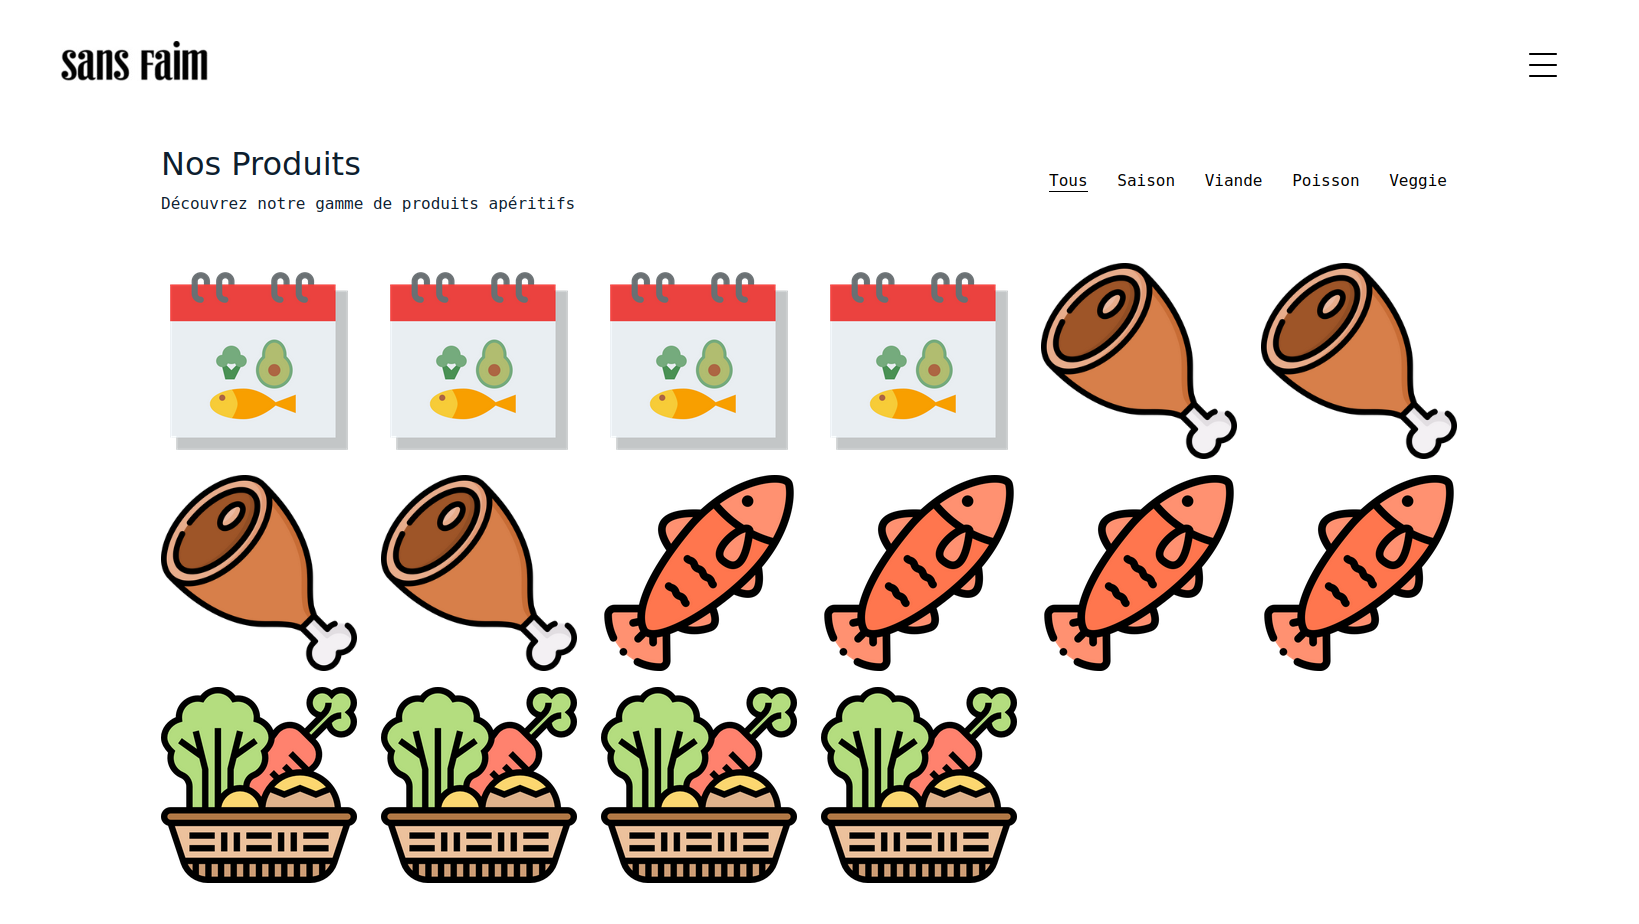 sans Faim
Nos Produits
Découvrez notre gamme de produits apéritifs
Tous Saison Viande Poisson Veggie